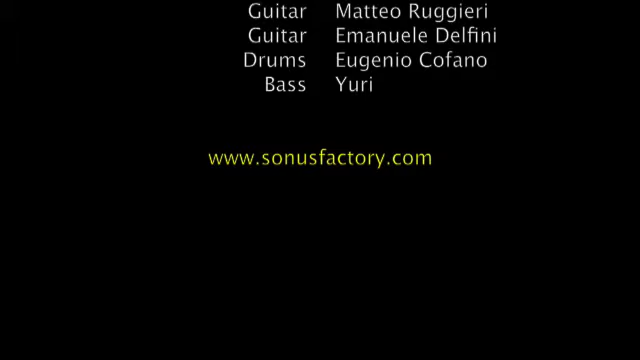 Guitar Matteo Ruggieri
Guitar Emanuele Delfini
Drums Eugenio Cofano
Bass Yuri
www.sonusfactory.com